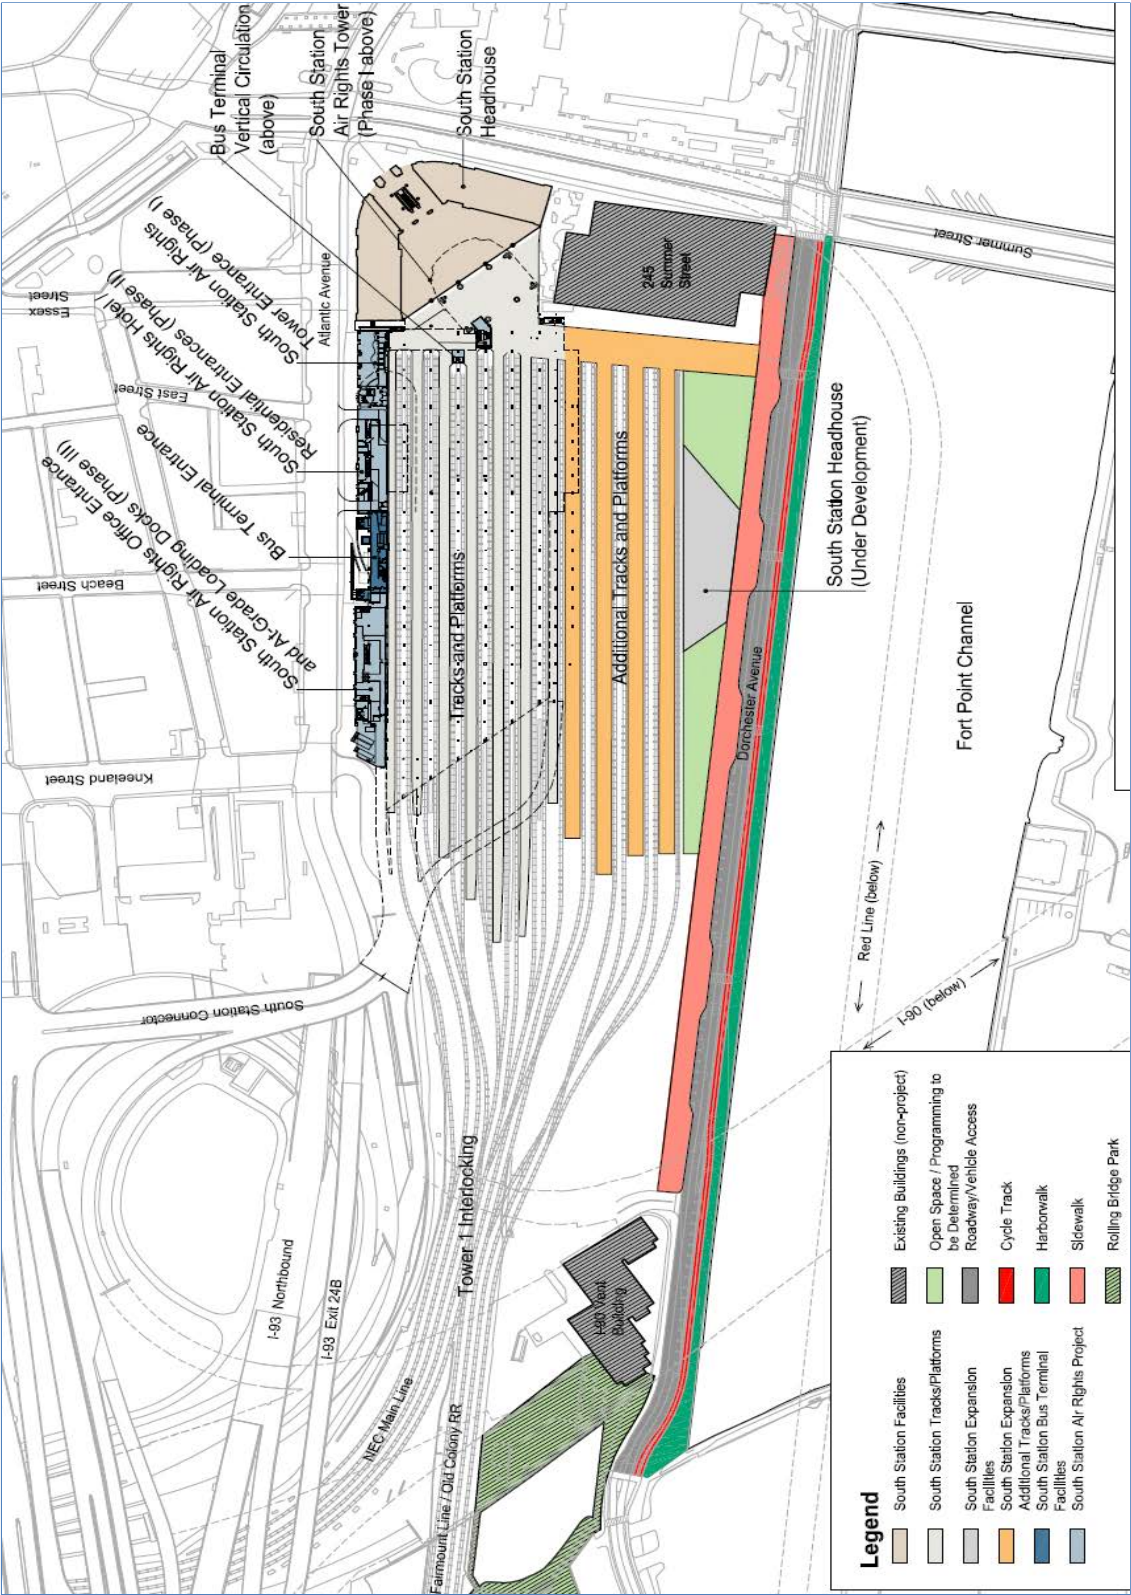 Bus Terminal
Vertical Circulation
(above)
South Station
Air Rights Tower
(Phase I above)
South Station
Headhouse
South Station Air Rights
Tower Entrance (Phase I)
South Station Air Rights Hotel /
Residential Entrances (Phase II)
Bus Terminal Entrance
South Station Air Rights Office Entrance
and At-Grade Loading Docks (Phase III)
Essex
Street
East Street
Beach Street
Kneeland Street
Atlantic Avenue
Summer Street
245
Summer
Street
Tracks and Platforms
Additional Tracks and Platforms
South Station Headhouse
(Under Development)
Dorchester Avenue
Fort Point Channel
Red Line (below)
I-90 (below)
South Station Connector
Tower 1 Interlocking
I-93 Northbound
I-93 Exit 24B
NEC Main Line
Fairmount Line / Old Colony RR
I-90 Vent
Building
Legend
South Station Facilities
South Station Tracks/Platforms
South Station Expansion
Facilities
South Station Expansion
Additional Tracks/Platforms
South Station Bus Terminal
Facilities
South Station Air Rights Project
Existing Buildings (non-project)
Open Space / Programming to
be Determined
Roadway/Vehicle Access
Cycle Track
Harborwalk
Sidewalk
Rolling Bridge Park